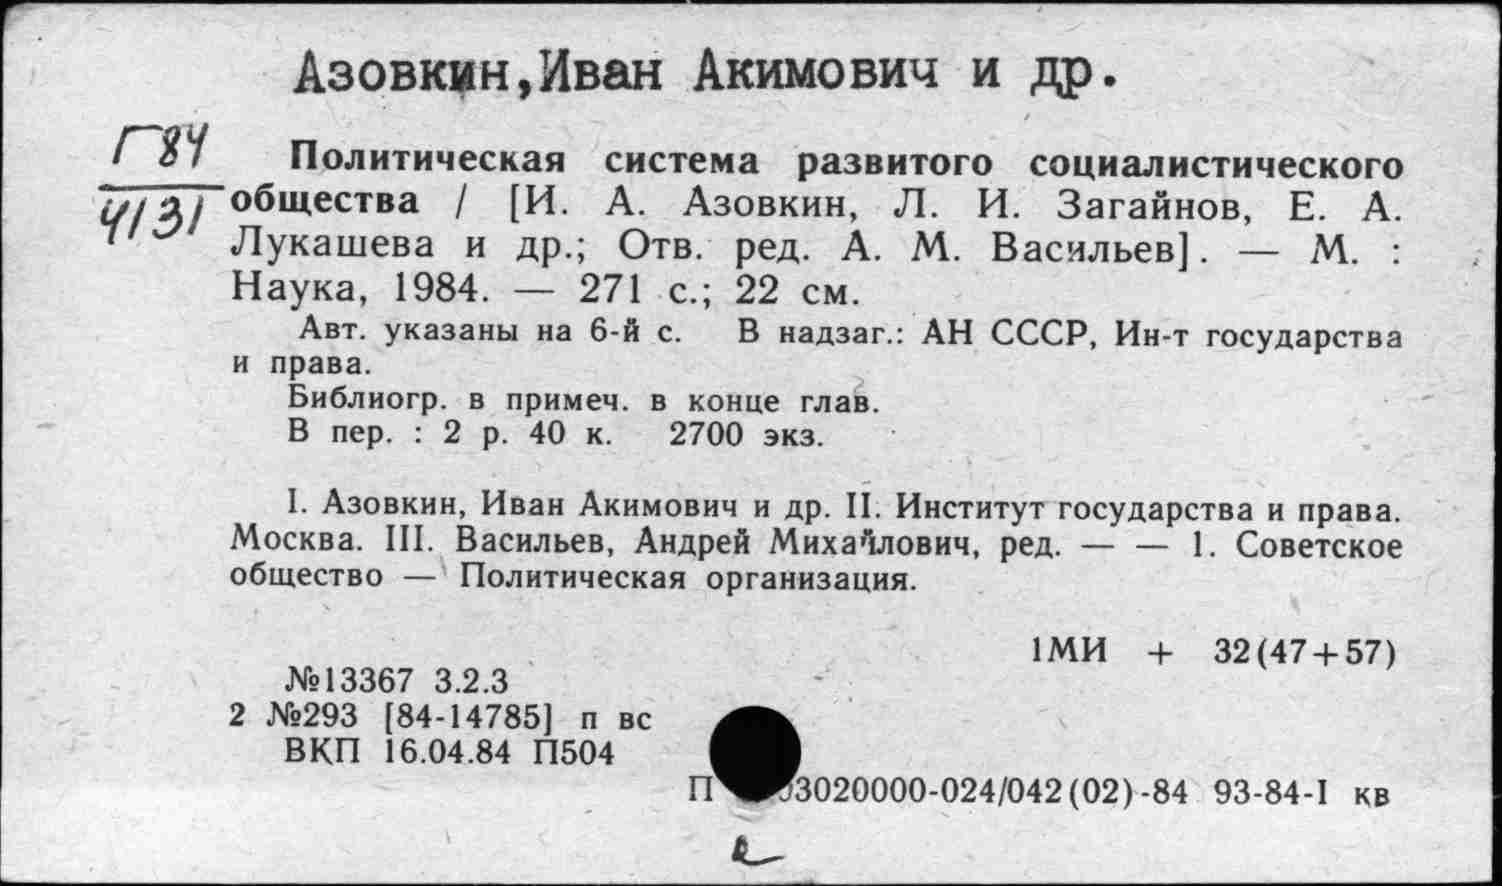 Азовкин, Иван Акимович и др.
Г 84
4131
Политическая система развитого социалистического
общества / [И. А. Азовкин, Л. И. Загайнов, Е. А.
Лукашева и др.; Отв. ред. А. М. Васильев]. — М. :
Наука, 1984. — 271 с.; 22 см.
Авт. указаны на 6-й с. В надзаг.: АН СССР, Ин-т государства
и права.
Библиогр. в примеч. в конце глав.
В пер. : 2 р. 40 к. 2700 экз.
I. Азовкин, Иван Акимович и др. II. Институт государства и права.
Москва. III. Васильев, Андрей Михайлович, ред. — — 1. Советское
общество — Политическая организация.
1МИ + 32(47+57)
№13367 3.2.3
2 №293 [84-14785] п вс
ВКП 16.04.84 П504
П 03020000-024/042(02)-84 93-84-I кв